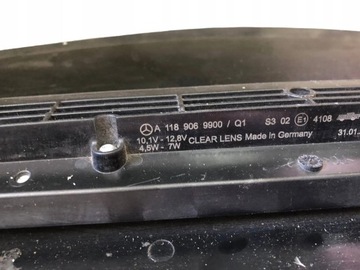 A 118 906 9900 / Q1 S3 02 E1 4108
10,1V - 12,8V CLEAR LENS Made in Germany 31.01.
4,5W - 7W